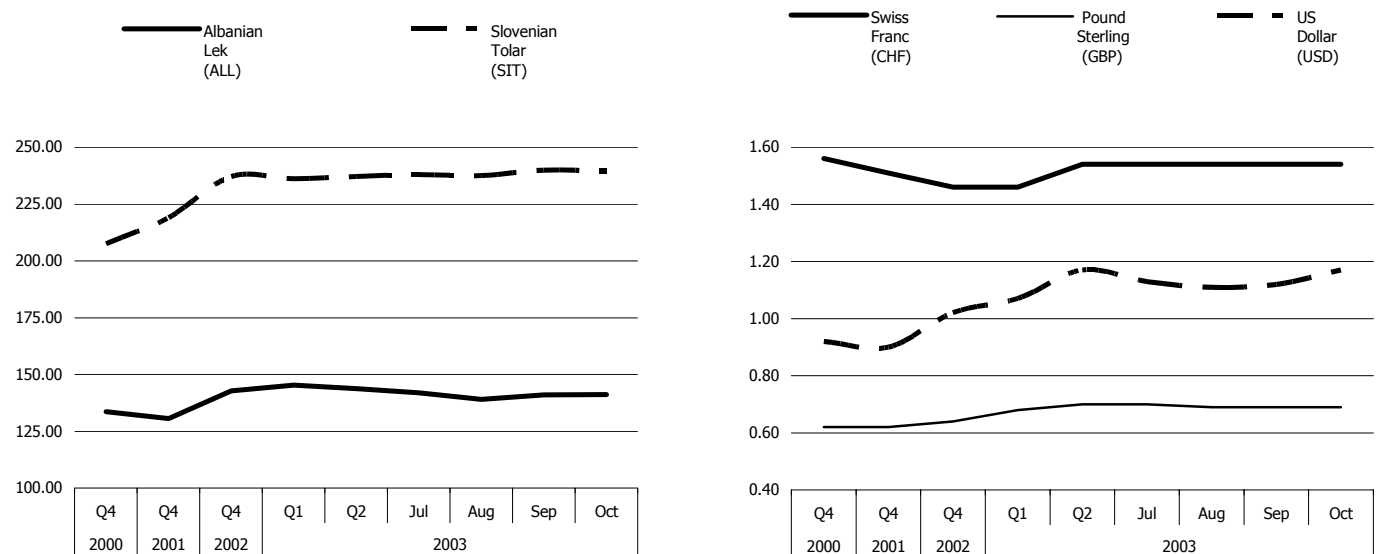 Albanian
Lek
(ALL)
Slovenian
Tolar
(SIT)
250.00
225.00
200.00
175.00
150.00
125.00
100.00
Q4 Q4 Q4 Q1 Q2 Jul Aug Sep Oct
2000 2001 2002 2003
Swiss
Franc
(CHF)
Pound
Sterling
(GBP)
US
Dollar
(USD)
1.60
1.40
1.20
1.00
0.80
0.60
0.40
Q4 Q4 Q4 Q1 Q2 Jul Aug Sep Oct
2000 2001 2002 2003